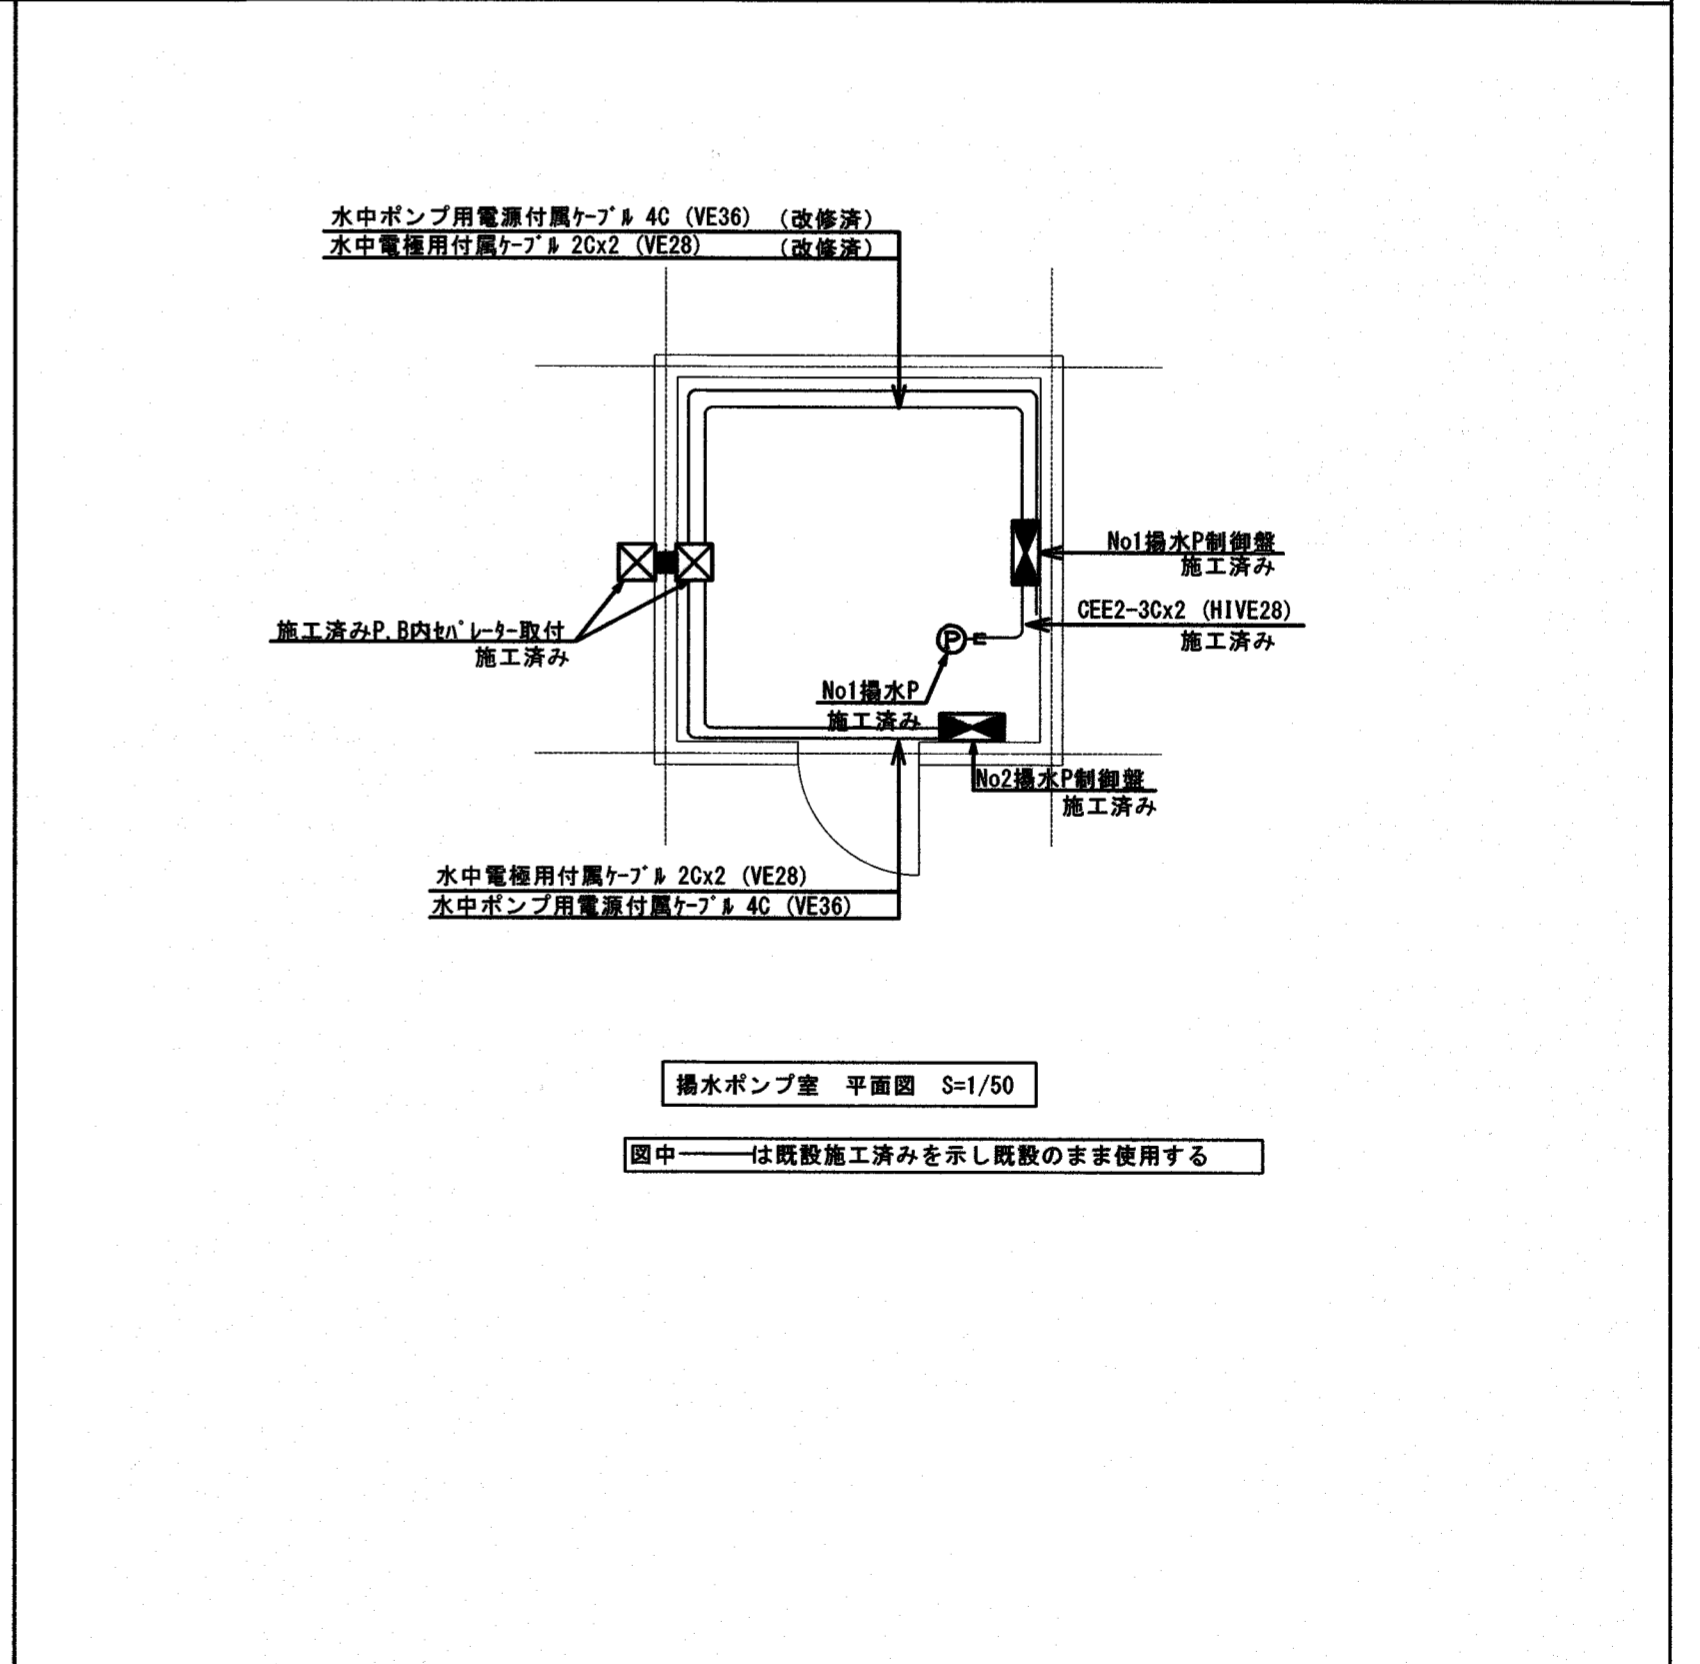 水中ポンプ用電源付属ｹｰﾌﾞﾙ 4C (VE36) (改修済)
水中電極用付属ｹｰﾌﾞﾙ 2Cx2 (VE28) (改修済)
No1揚水P制御盤
施工済み
CEE2-3Cx2 (HIVE28)
施工済み
施工済みP.B内ｾﾊﾟﾚｰﾀｰ取付
施工済み
P
E
No1揚水P
施工済み
No2揚水P制御盤
施工済み
水中電極用付属ｹｰﾌﾞﾙ 2Cx2 (VE28)
水中ポンプ用電源付属ｹｰﾌﾞﾙ 4C (VE36)
揚水ポンプ室 平面図 S=1/50
図中———は既設施工済みを示し既設のまま使用する